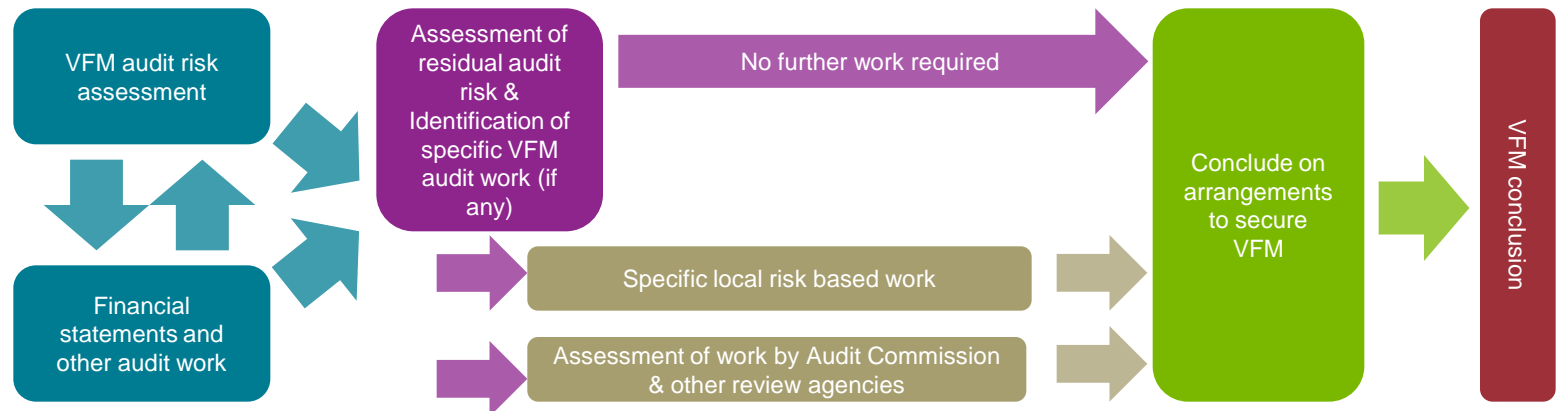 VFM audit risk
assessment
Financial
statements and
other audit work
Assessment of
residual audit
risk &
Identification of
specific VFM
audit work (if
any)
No further work required
Specific local risk based work
Assessment of work by Audit Commission
& other review agencies
Conclude on
arrangements
to secure
VFM
VFM conclusion